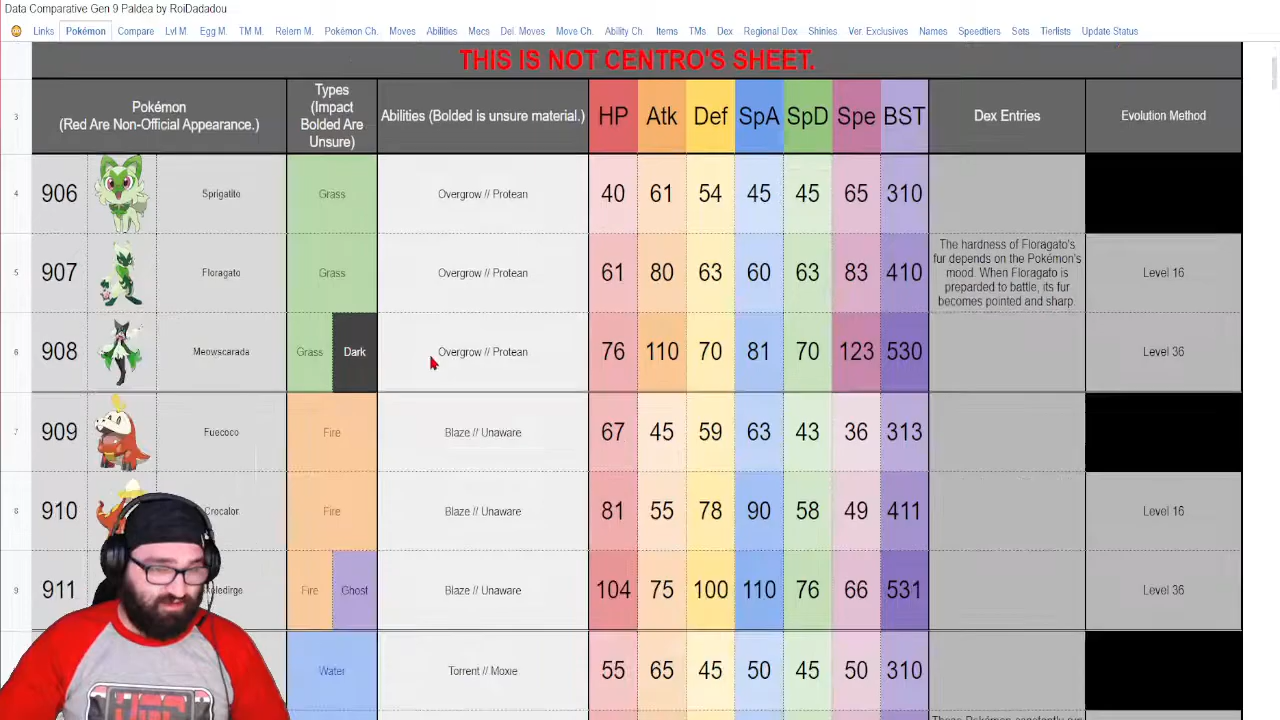 Data Comparative Gen 9 Paldea by RoiDadadou
Links Pokémon Compare Lvl M. Egg M. TM M. Relern M. Pokémon Ch. Moves Abilities Mecs Del. Moves Move Ch. Ability Ch. Items TMs Dex Regional Dex Shinies Ver. Exclusives Names Speedtiers Sets Tierlists Update Status
THIS IS NOT CENTRO'S SHEET.
3
Pokémon
(Red Are Non-Official Appearance.)
Types
(Impact
Bolded Are
Unsure)
Abilities (Bolded is unsure material.)
HP Atk Def SpA SpD Spe BST
Dex Entries
Evolution Method
4 906 Sprigatito Grass Overgrow // Protean 40 61 54 45 45 65 310
5 907 Floragato Grass Overgrow // Protean 61 80 63 60 63 83 410
The hardness of Floragato's
fur depends on the Pokémon's
mood. When Floragato is
preparded to battle, its fur
becomes pointed and sharp.
Level 16
6 908 Meowscarada Grass Dark Overgrow // Protean 76 110 70 81 70 123 530 Level 36
7 909 Fuecoco Fire Blaze // Unaware 67 45 59 63 43 36 313
8 910 Crocalor Fire Blaze // Unaware 81 55 78 90 58 49 411 Level 16
9 911 Fire Ghost Blaze // Unaware 104 75 100 110 76 66 531 Level 36
Water Torrent // Moxie 55 65 45 50 45 50 310